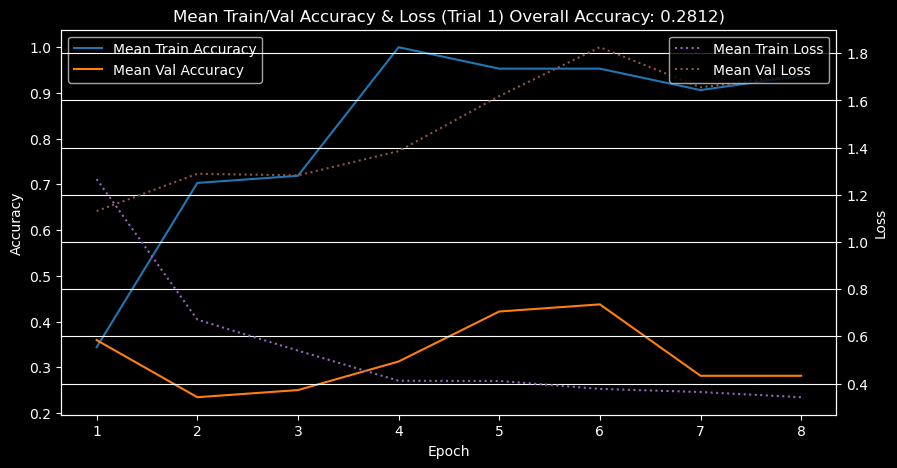 Mean Train/Val Accuracy & Loss (Trial 1) Overall Accuracy: 0.2812)
Mean Train Accuracy
Mean Val Accuracy
Mean Train Loss
Mean Val Loss
Accuracy
1.0
0.9
0.8
0.7
0.6
0.5
0.4
0.3
0.2
1.8
1.6
1.4
1.2
1.0
0.8
0.6
0.4
Loss
1 2 3 4 5 6 7 8
Epoch